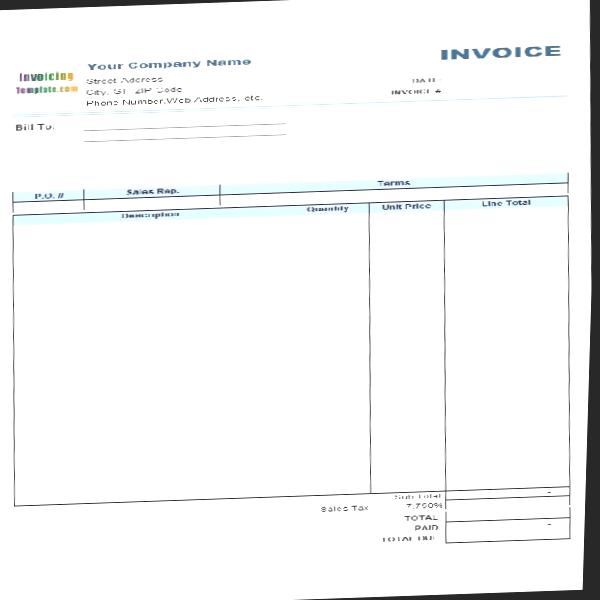 Invoicing
Template.com
Your Company Name
INVOICE
Street Address
City, ST ZIP Code
DATE:
Phone Number,Web Address, etc.
INVOICE #:
Bill To:
P.O. #
Sales Rep.
Terms
Description
Quantity
Unit Price
Line Total
Sub Total
-
Sales Tax 7.750%
TOTAL
PAID
-
TOTAL DUE